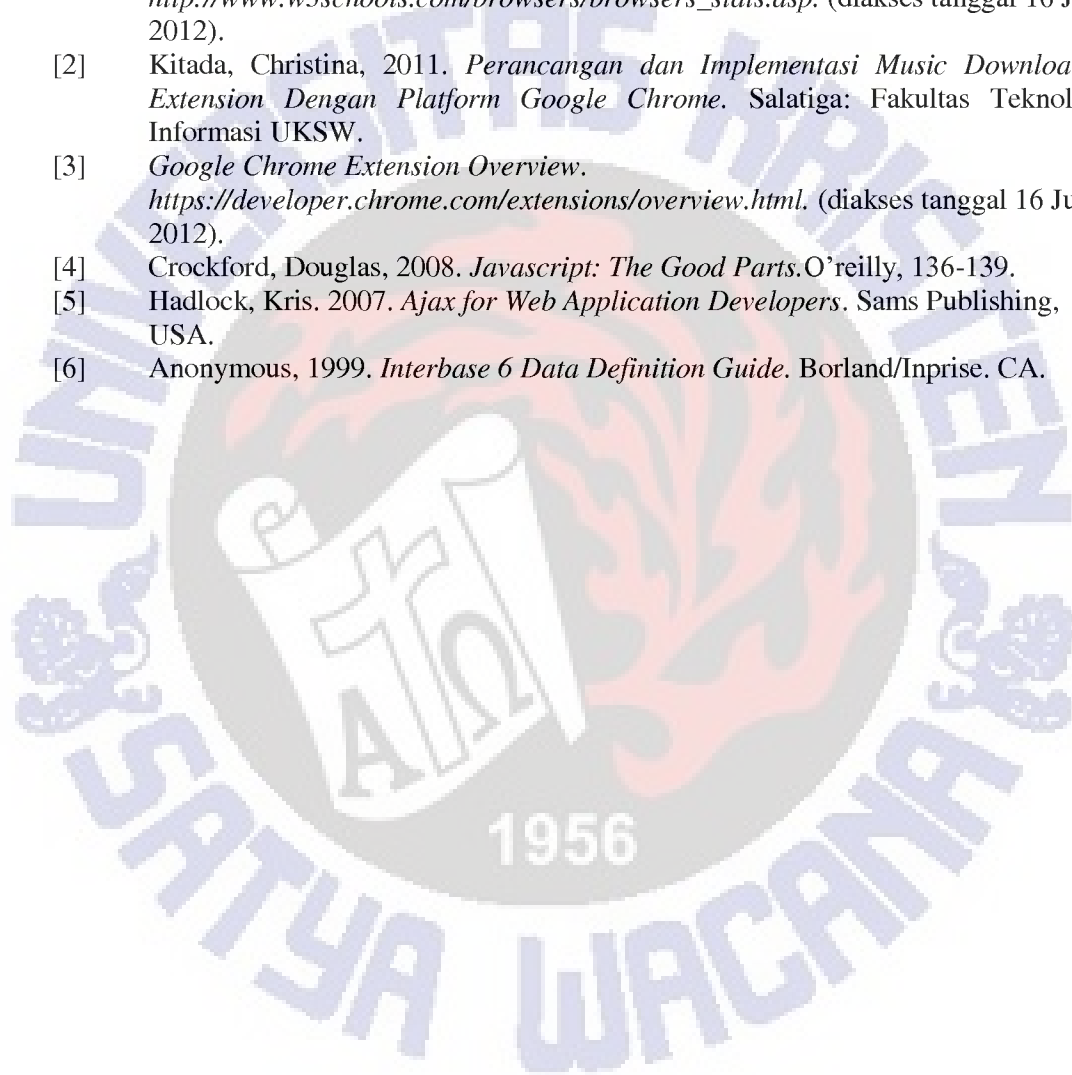 http://www.w3schools.com/browsers/browsers_stats.asp. (diakses tanggal 16 J
2012).
[2] Kitada, Christina, 2011. Perancangan dan Implementasi Music Downloa
Extension Dengan Platform Google Chrome. Salatiga: Fakultas Teknol
Informasi UKSW.
[3] Google Chrome Extension Overview.
https://developer.chrome.com/extensions/overview.html. (diakses tanggal 16 Ju
2012).
[4] Crockford, Douglas, 2008. Javascript: The Good Parts.O’reilly, 136-139.
[5] Hadlock, Kris. 2007. Ajax for Web Application Developers. Sams Publishing,
USA.
[6] Anonymous, 1999. Interbase 6 Data Definition Guide. Borland/Inprise. CA.
UNIVERSITAS KRISTEN
A Ω
1956
SATYA WACANA